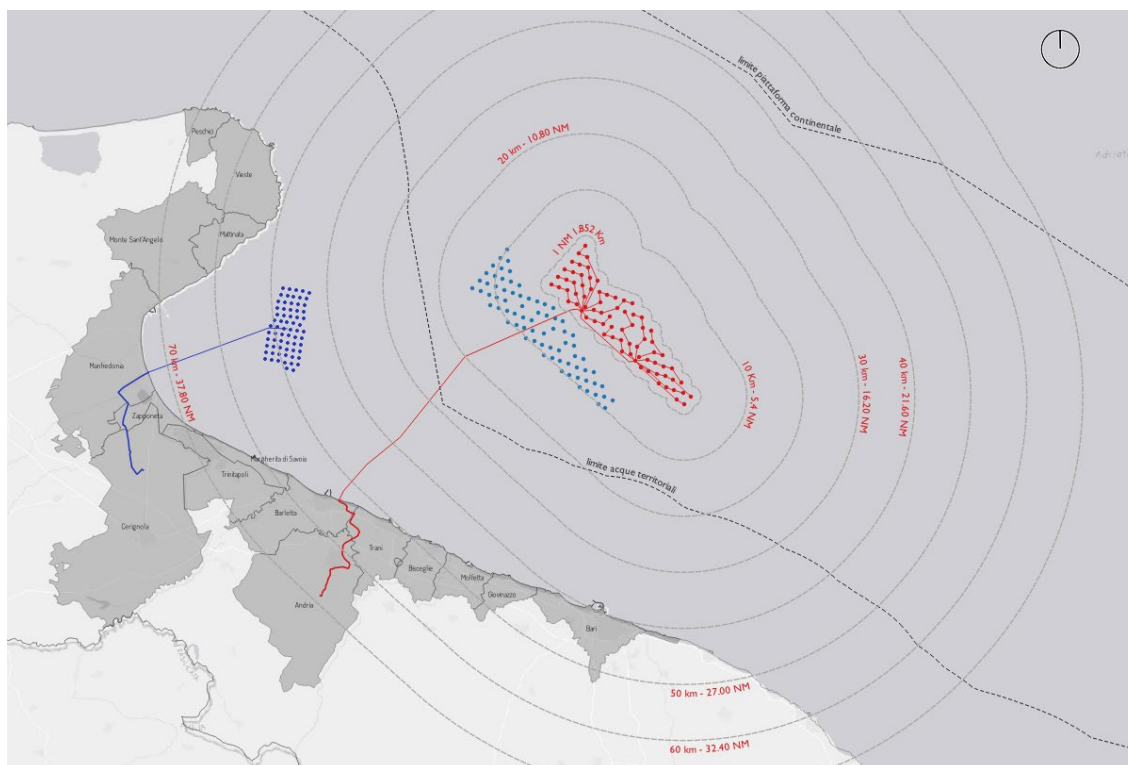 limite piattaforma continentale
Adriati
Peschici
Vieste
20 km - 10.80 NM
Mattinata
Monte Sant'Angelo
1 NM 1,852 Km
Manfredonia
70 km - 37.80 NM
10 Km - 5.4 NM
30 km - 16.20 NM
40 km - 21.60 NM
Zapponeta
Margherita di Savoia
limite acque territoriali
Trinitapoli
Barletta
Cerignola
Trani
Bisceglie
Molfetta
Giovinazzo
Andria
Bari
50 km - 27.00 NM
60 km - 32.40 NM